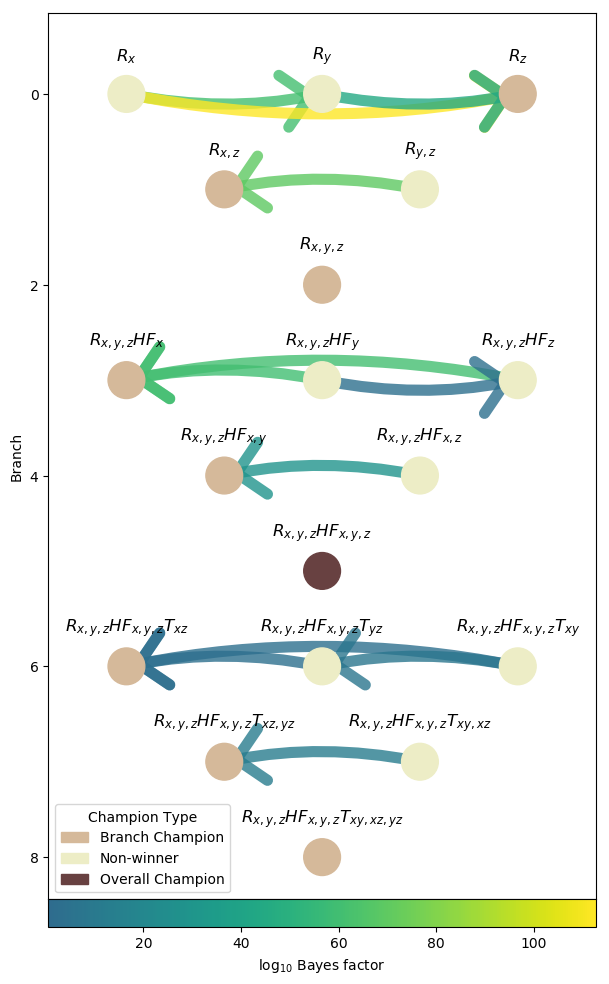 R_x R_y R_z
0
R_{x,z} R_{y,z}
R_{x,y,z}
2
R_{x,y,z}HF_x R_{x,y,z}HF_y R_{x,y,z}HF_z
R_{x,y,z}HF_{x,y} R_{x,y,z}HF_{x,z}
4
Branch
R_{x,y,z}HF_{x,y,z}
R_{x,y,z}HF_{x,y,z}T_{xz} R_{x,y,z}HF_{x,y,z}T_{yz} R_{x,y,z}HF_{x,y,z}T_{xy}
6
R_{x,y,z}HF_{x,y,z}T_{xz,yz} R_{x,y,z}HF_{x,y,z}T_{xy,xz}
R_{x,y,z}HF_{x,y,z}T_{xy,xz,yz}
Champion Type
Branch Champion
Non-winner
Overall Champion
8
20 40 60 80 100
log_{10} Bayes factor